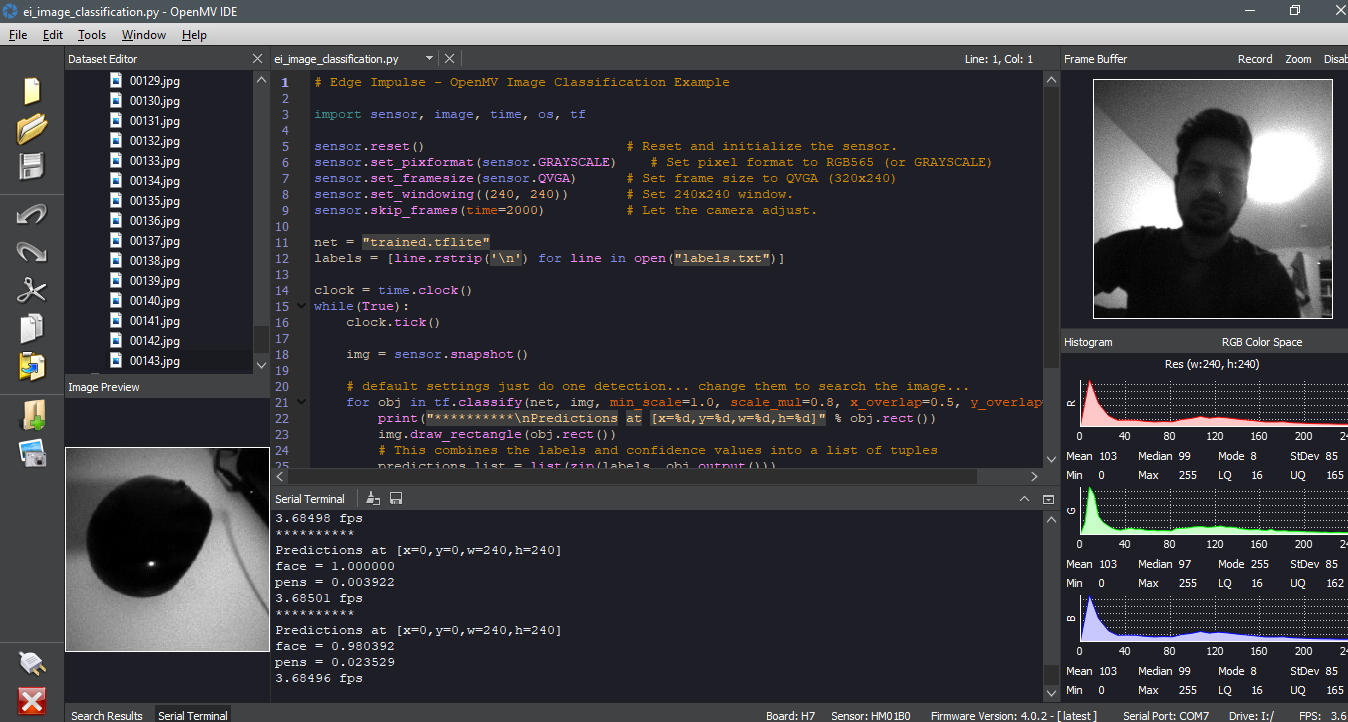 ei_image_classification.py - OpenMV IDE
File Edit Tools Window Help
Dataset Editor
00129.jpg
00130.jpg
00131.jpg
00132.jpg
00133.jpg
00134.jpg
00135.jpg
00136.jpg
00137.jpg
00138.jpg
00139.jpg
00140.jpg
00141.jpg
00142.jpg
00143.jpg
Image Preview
ei_image_classification.py
Line: 1, Col: 1
1 # Edge Impulse - OpenMV Image Classification Example
2
3 import sensor, image, time, os, tf
4
5 sensor.reset() # Reset and initialize the sensor.
6 sensor.set_pixformat(sensor.GRAYSCALE) # Set pixel format to RGB565 (or GRAYSCALE)
7 sensor.set_framesize(sensor.QVGA) # Set frame size to QVGA (320x240)
8 sensor.set_windowing((240, 240)) # Set 240x240 window.
9 sensor.skip_frames(time=2000) # Let the camera adjust.
10
11 net = "trained.tflite"
12 labels = [line.rstrip('\n') for line in open("labels.txt")]
13
14 clock = time.clock()
15 while(True):
16 clock.tick()
17
18 img = sensor.snapshot()
19
20 # default settings just do one detection... change them to search the image...
21 for obj in tf.classify(net, img, min_scale=1.0, scale_mul=0.8, x_overlap=0.5, y_overlap
22 print("**********\nPredictions at [x=%d,y=%d,w=%d,h=%d]" % obj.rect())
23 img.draw_rectangle(obj.rect())
24 # This combines the labels and confidence values into a list of tuples
25 predictions_list = list(zip(labels, obj.output()))
Serial Terminal
3.68498 fps
**********
Predictions at [x=0,y=0,w=240,h=240]
face = 1.000000
pens = 0.003922
3.68501 fps
**********
Predictions at [x=0,y=0,w=240,h=240]
face = 0.980392
pens = 0.023529
3.68496 fps
Frame Buffer Record Zoom Disab
Histogram RGB Color Space
Res (w:240, h:240)
R
0 40 80 120 160 200 24
Mean 103 Median 99 Mode 8 StDev 85
Min 0 Max 255 LQ 16 UQ 165
G
0 40 80 120 160 200 24
Mean 103 Median 97 Mode 255 StDev 85
Min 0 Max 255 LQ 16 UQ 162
B
0 40 80 120 160 200 24
Mean 103 Median 99 Mode 8 StDev 85
Min 0 Max 255 LQ 16 UQ 165
Search Results Serial Terminal
Board: H7 Sensor: HM01B0 Firmware Version: 4.0.2 - [ latest ] Serial Port: COM7 Drive: I:/ FPS: 3.6